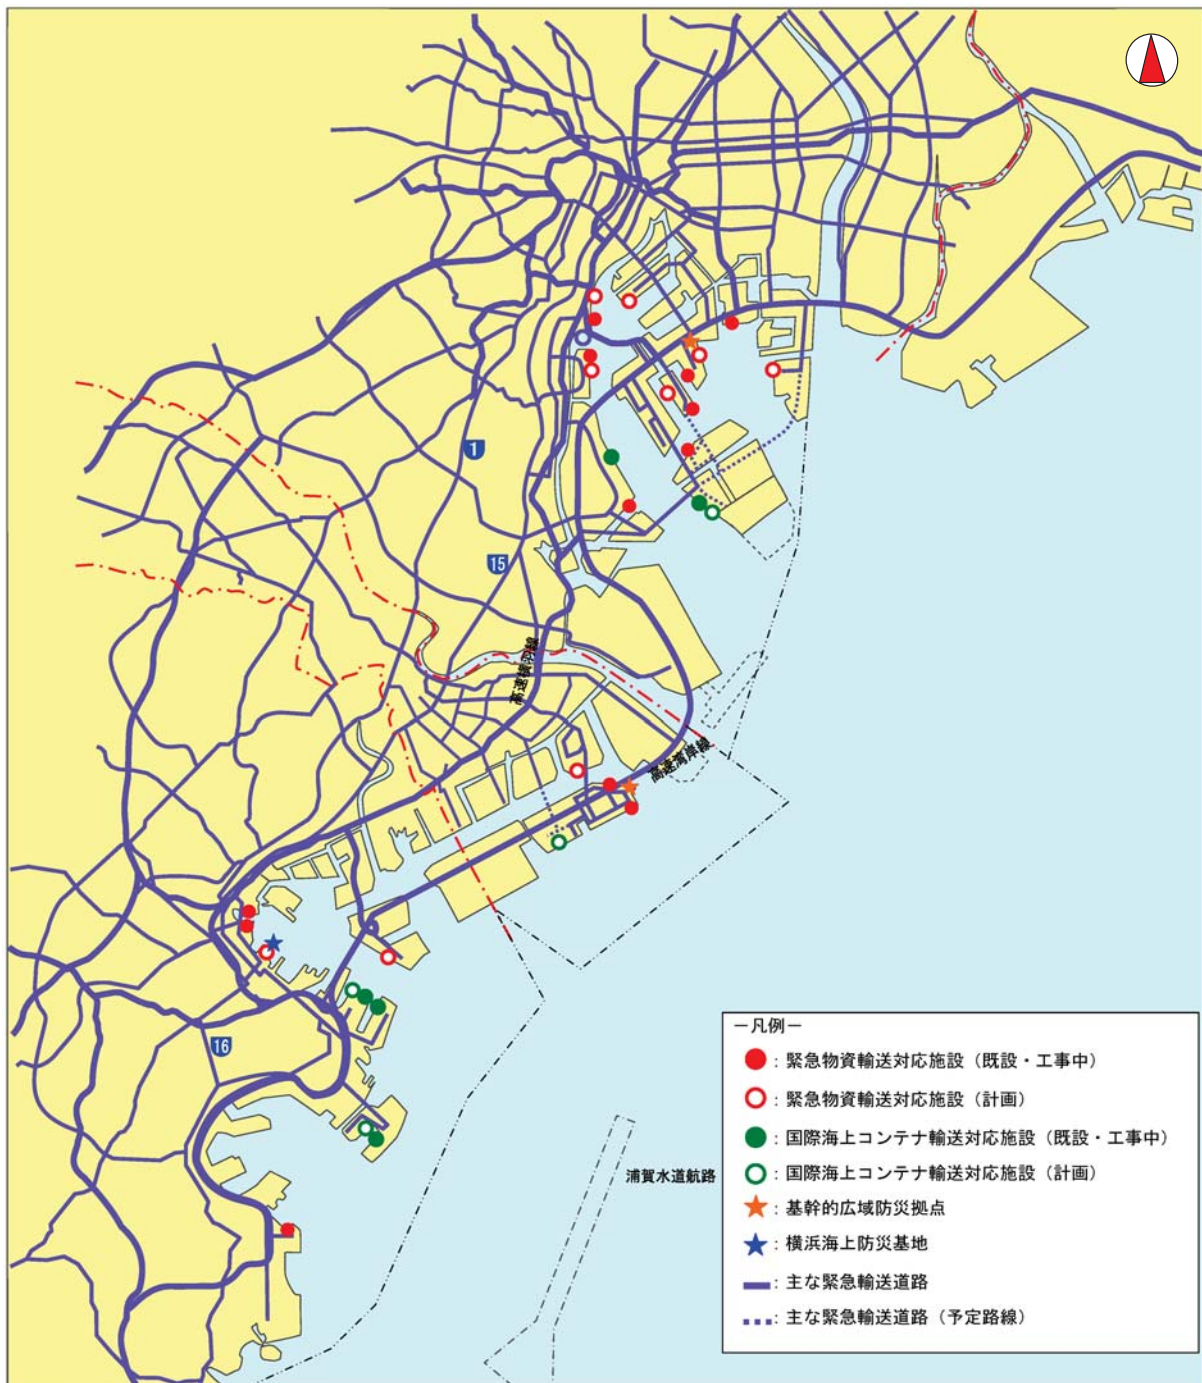 1
15
高速横羽線
高速湾岸線
16
浦賀水道航路
－凡例－
：緊急物資輸送対応施設（既設・工事中）
：緊急物資輸送対応施設（計画）
：国際海上コンテナ輸送対応施設（既設・工事中）
：国際海上コンテナ輸送対応施設（計画）
：基幹的広域防災拠点
：横浜海上防災基地
：主な緊急輸送道路
：主な緊急輸送道路（予定路線）